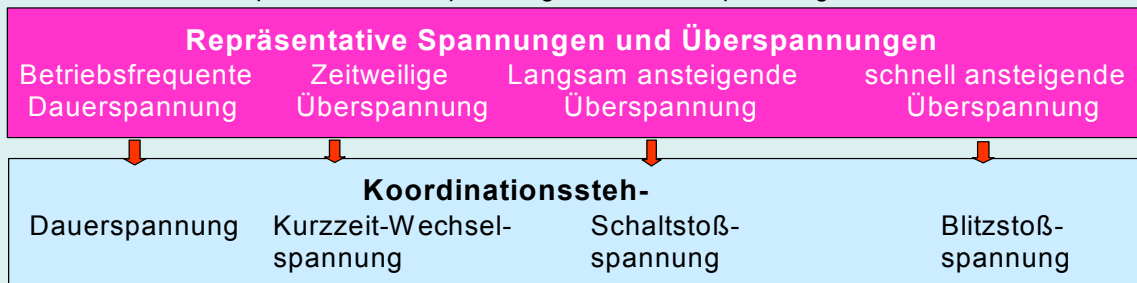 Repräsentative Spannungen und Überspannungen
Betriebsfrequente Zeitweilige Langsam ansteigende schnell ansteigende
Dauerspannung Überspannung Überspannung Überspannung
Koordinationssteh-
Dauerspannung Kurzzeit-Wechsel- Schaltstoß- Blitzstoß-
spannung spannung spannung